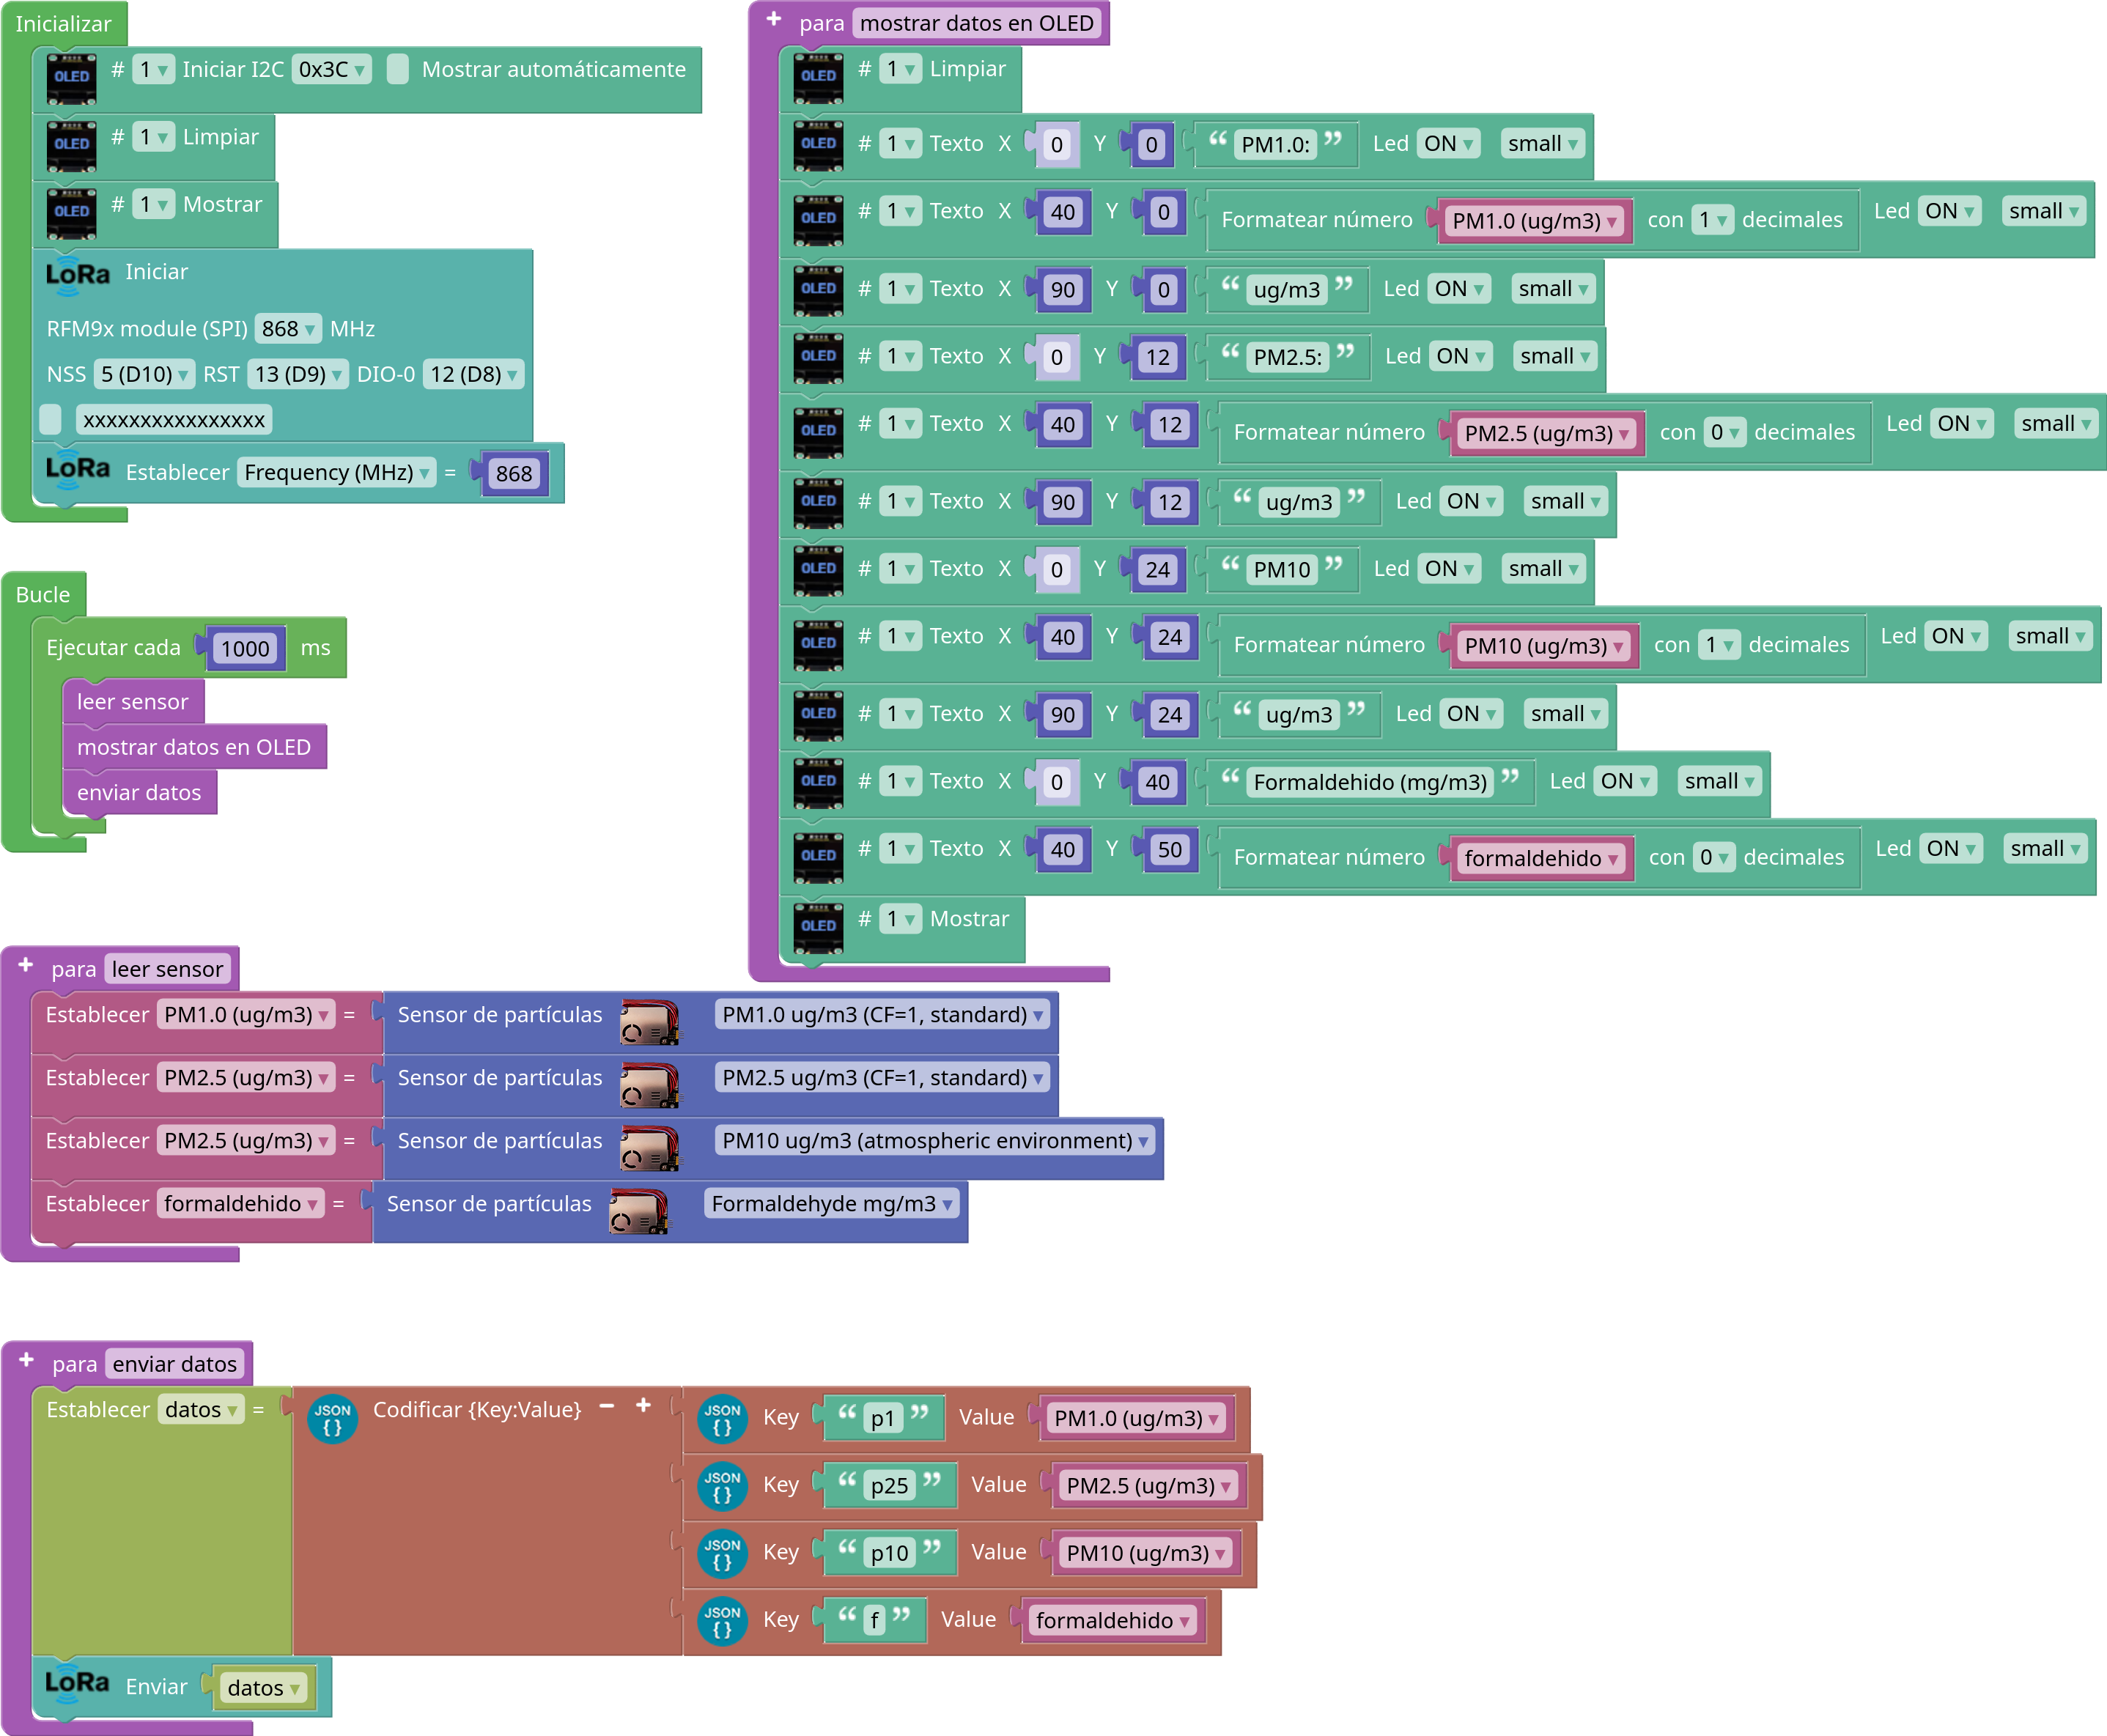 Inicializar
OLED # 1 ▾ Iniciar I2C 0x3C ▾ Mostrar automáticamente
OLED # 1 ▾ Limpiar
OLED # 1 ▾ Mostrar
LoRa Iniciar
RFM9x module (SPI) 868 ▾ MHz
NSS 5 (D10) ▾ RST 13 (D9) ▾ DIO-0 12 (D8) ▾
xxxxxxxxxxxxxxxx
LoRa Establecer Frequency (MHz) ▾ = 868
Bucle
Ejecutar cada 1000 ms
leer sensor
mostrar datos en OLED
enviar datos
+ para mostrar datos en OLED
OLED # 1 ▾ Limpiar
OLED # 1 ▾ Texto X 0 Y 0 “ PM1.0: ” Led ON ▾ small ▾
OLED # 1 ▾ Texto X 40 Y 0 Formatear número PM1.0 (ug/m3) ▾ con 1 ▾ decimales Led ON ▾ small ▾
OLED # 1 ▾ Texto X 90 Y 0 “ ug/m3 ” Led ON ▾ small ▾
OLED # 1 ▾ Texto X 0 Y 12 “ PM2.5: ” Led ON ▾ small ▾
OLED # 1 ▾ Texto X 40 Y 12 Formatear número PM2.5 (ug/m3) ▾ con 0 ▾ decimales Led ON ▾ small ▾
OLED # 1 ▾ Texto X 90 Y 12 “ ug/m3 ” Led ON ▾ small ▾
OLED # 1 ▾ Texto X 0 Y 24 “ PM10 ” Led ON ▾ small ▾
OLED # 1 ▾ Texto X 40 Y 24 Formatear número PM10 (ug/m3) ▾ con 1 ▾ decimales Led ON ▾ small ▾
OLED # 1 ▾ Texto X 90 Y 24 “ ug/m3 ” Led ON ▾ small ▾
OLED # 1 ▾ Texto X 0 Y 40 “ Formaldehido (mg/m3) ” Led ON ▾ small ▾
OLED # 1 ▾ Texto X 40 Y 50 Formatear número formaldehido ▾ con 0 ▾ decimales Led ON ▾ small ▾
OLED # 1 ▾ Mostrar
+ para leer sensor
Establecer PM1.0 (ug/m3) ▾ = Sensor de partículas PM1.0 ug/m3 (CF=1, standard) ▾
Establecer PM2.5 (ug/m3) ▾ = Sensor de partículas PM2.5 ug/m3 (CF=1, standard) ▾
Establecer PM2.5 (ug/m3) ▾ = Sensor de partículas PM10 ug/m3 (atmospheric environment) ▾
Establecer formaldehido ▾ = Sensor de partículas Formaldehyde mg/m3 ▾
+ para enviar datos
Establecer datos ▾ = JSON { } Codificar {Key:Value} − + JSON { } Key “ p1 ” Value PM1.0 (ug/m3) ▾
JSON { } Key “ p25 ” Value PM2.5 (ug/m3) ▾
JSON { } Key “ p10 ” Value PM10 (ug/m3) ▾
JSON { } Key “ f ” Value formaldehido ▾
LoRa Enviar datos ▾